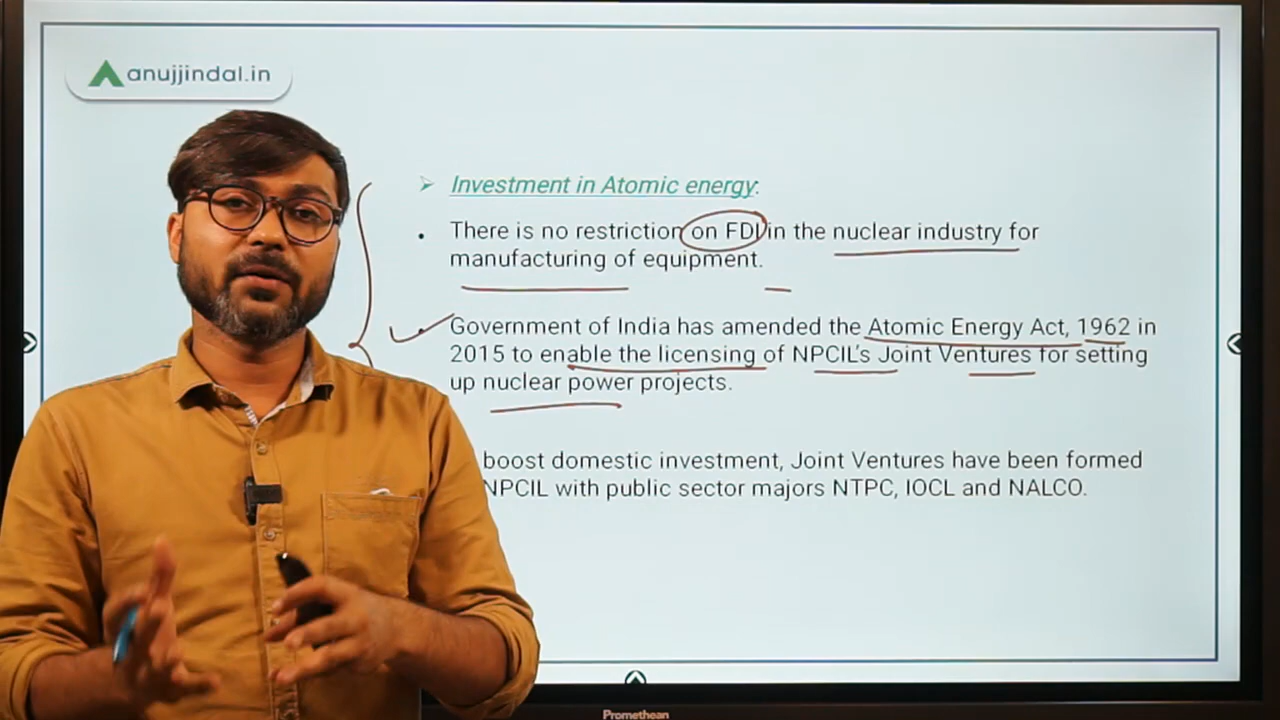 anujjindal.in
Investment in Atomic energy:
There is no restriction on FDI in the nuclear industry for
manufacturing of equipment.
Government of India has amended the Atomic Energy Act, 1962 in
2015 to enable the licensing of NPCIL's Joint Ventures for setting
up nuclear power projects.
boost domestic investment, Joint Ventures have been formed
NPCIL with public sector majors NTPC, IOCL and NALCO.
Promethean